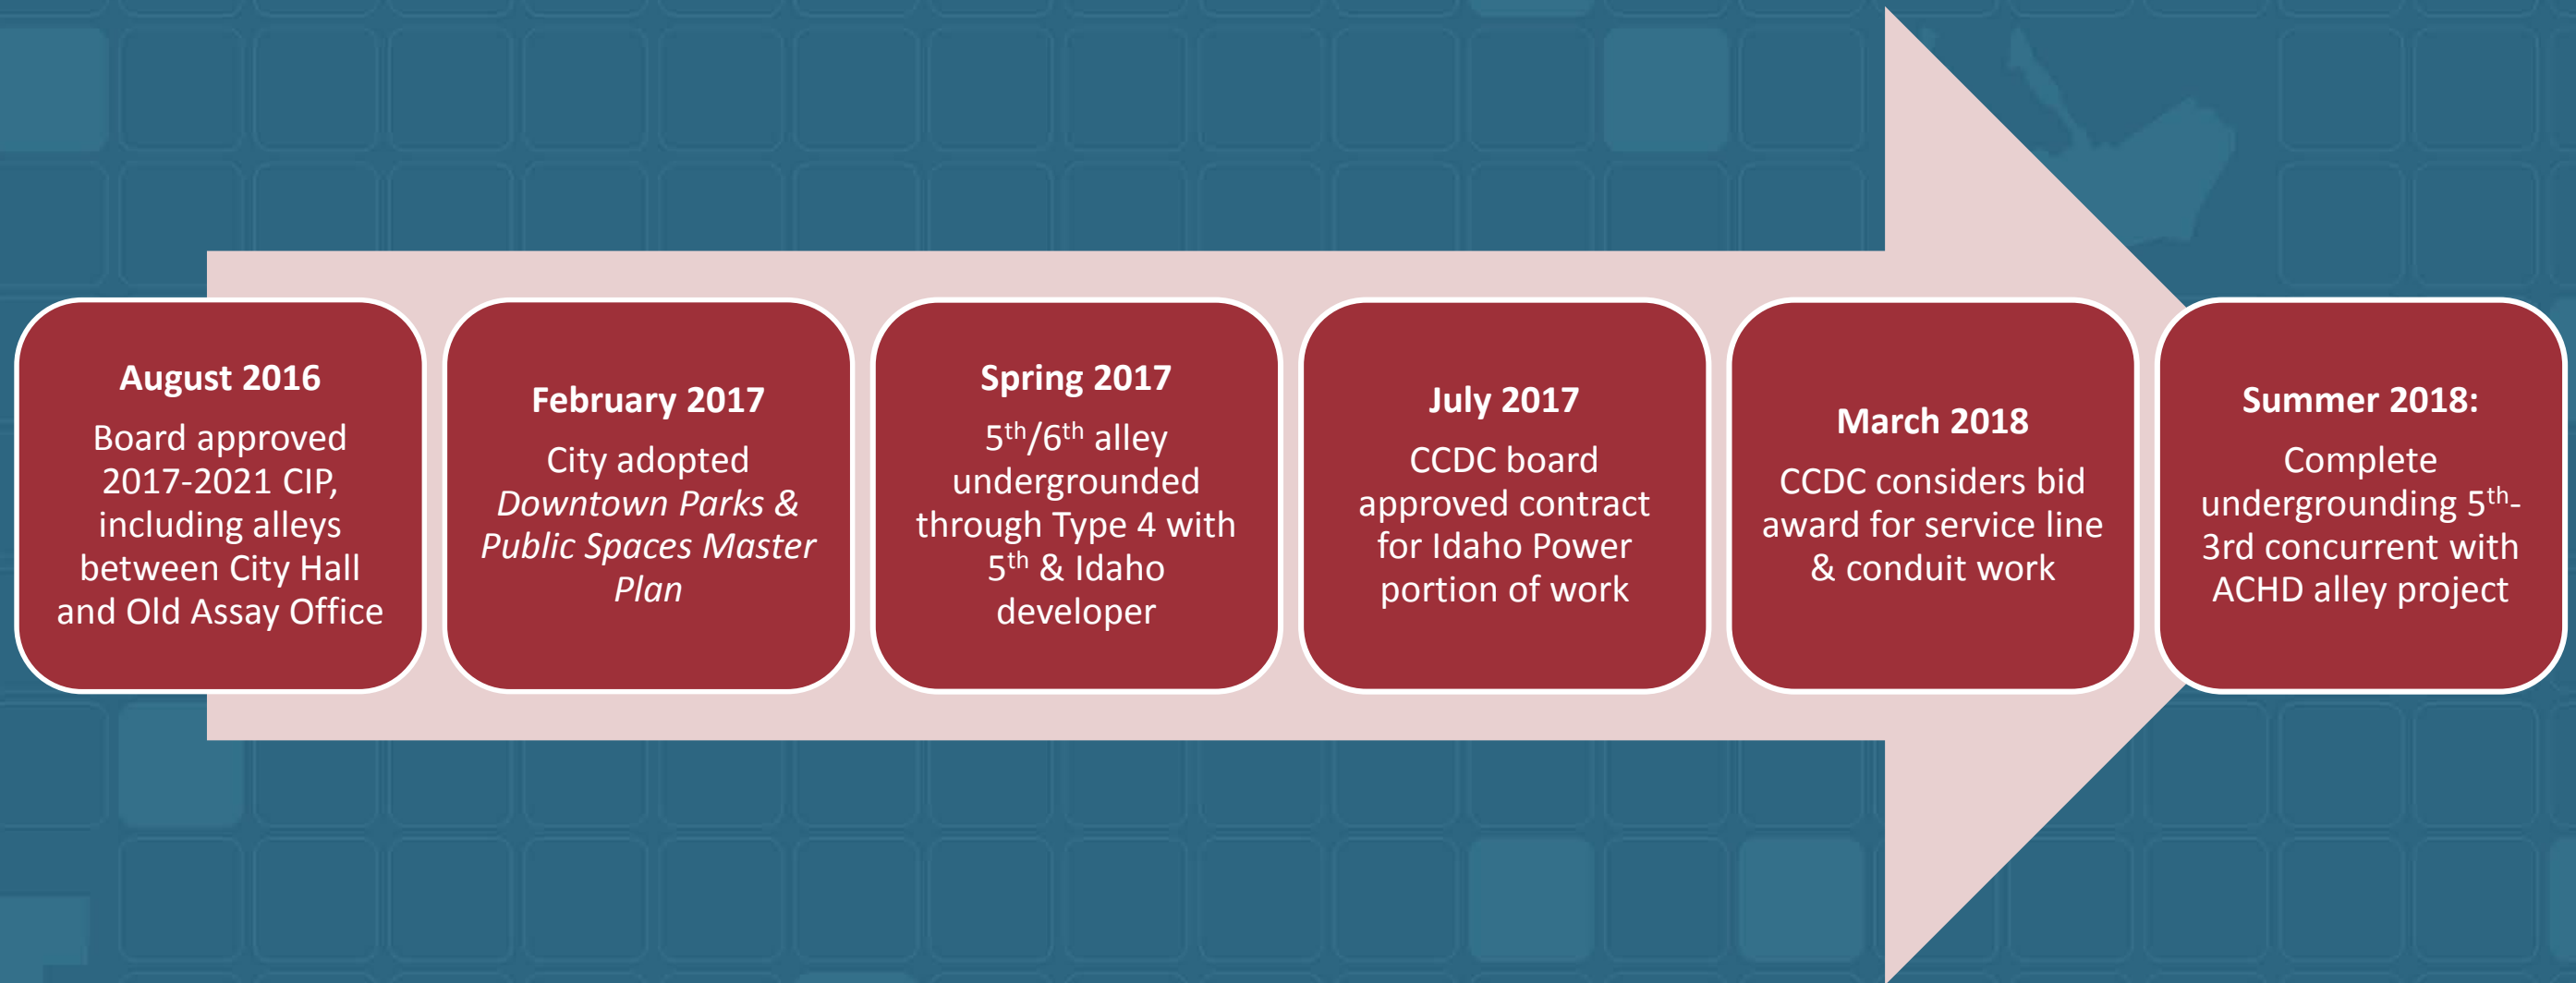 August 2016
Board approved
2017-2021 CIP,
including alleys
between City Hall
and Old Assay Office
February 2017
City adopted
Downtown Parks &
Public Spaces Master
Plan
Spring 2017
5th/6th alley
undergrounded
through Type 4 with
5th & Idaho
developer
July 2017
CCDC board
approved contract
for Idaho Power
portion of work
March 2018
CCDC considers bid
award for service line
& conduit work
Summer 2018:
Complete
undergrounding 5th-
3rd concurrent with
ACHD alley project